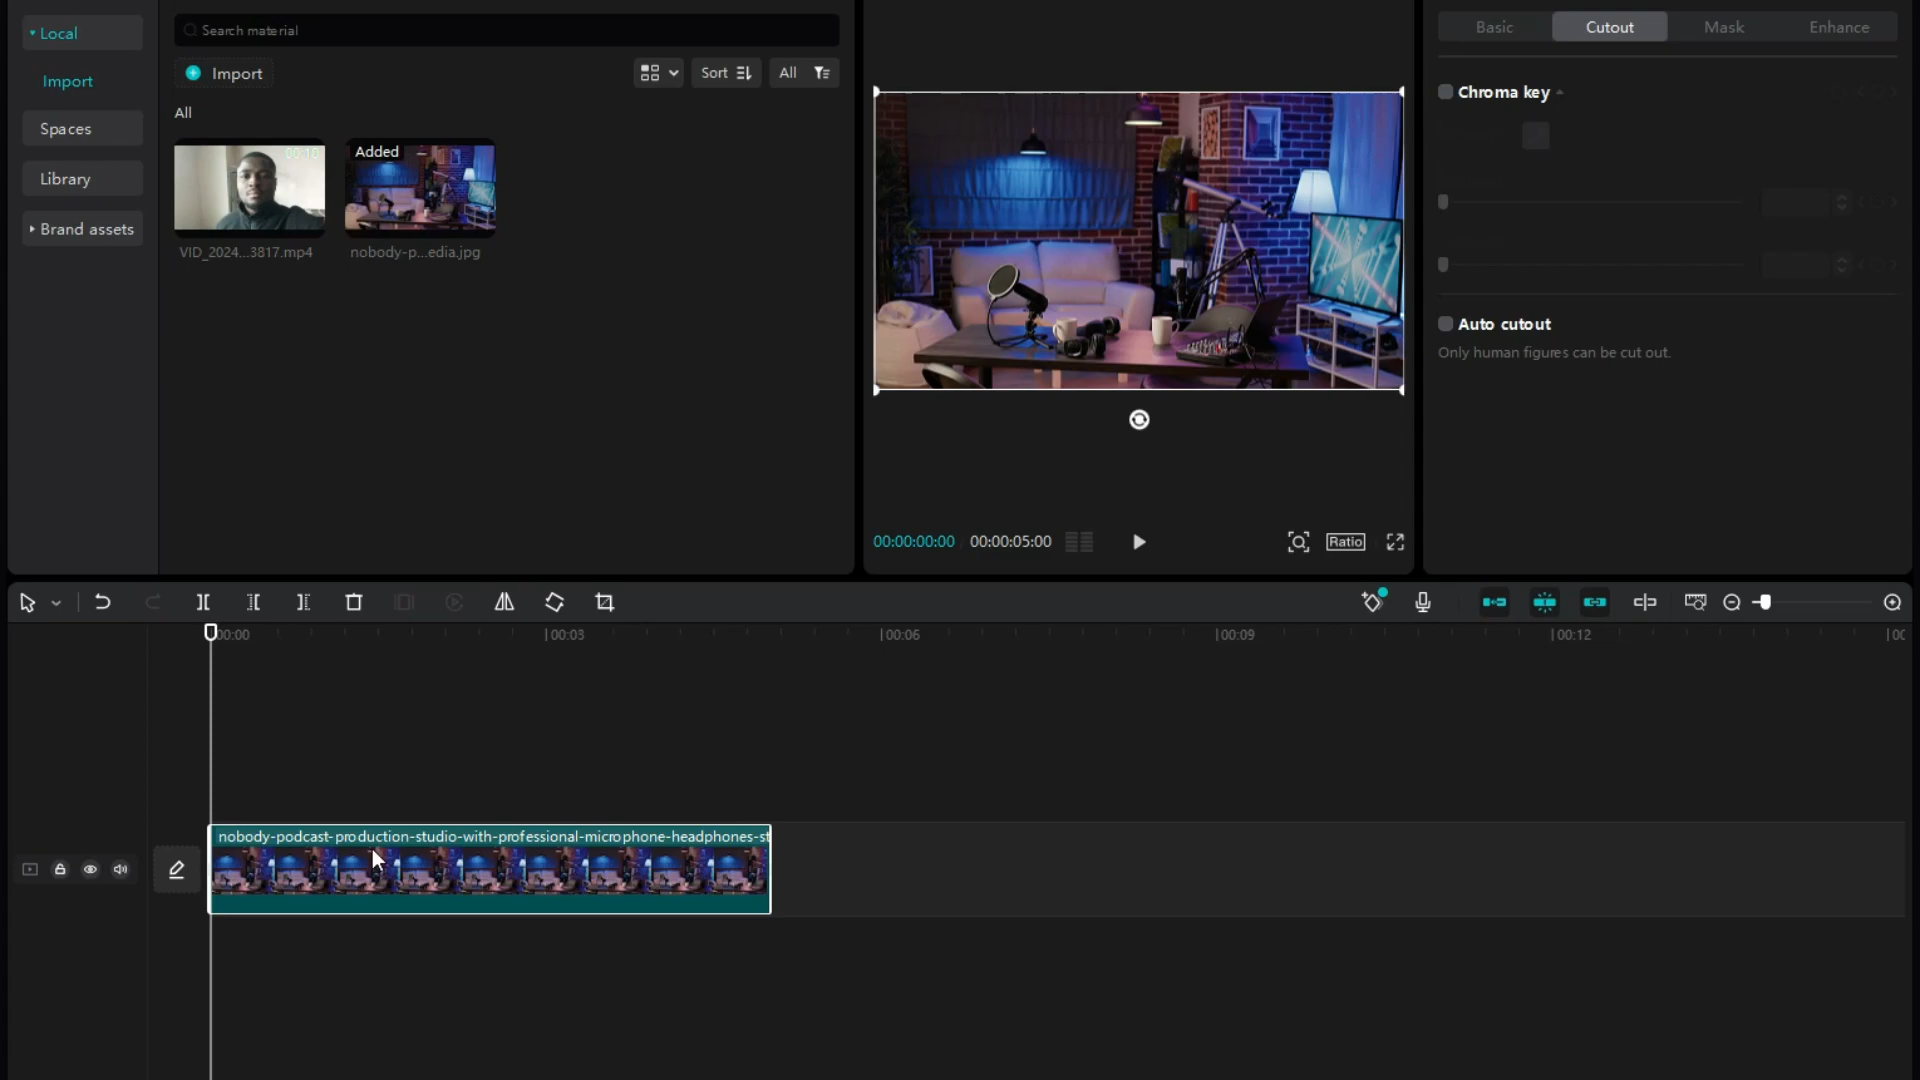 Local
Import
Spaces
Library
Brand assets
Search material
Import
Sort
All
All
00:10
Added
VID_2024...3817.mp4
nobody-p...edia.jpg
00:00:00:00
00:00:05:00
Ratio
Basic
Cutout
Mask
Enhance
Chroma key
Auto cutout
Only human figures can be cut out.
00:00
00:03
00:06
00:09
00:12
nobody-podcast-production-studio-with-professional-microphone-headphones-st